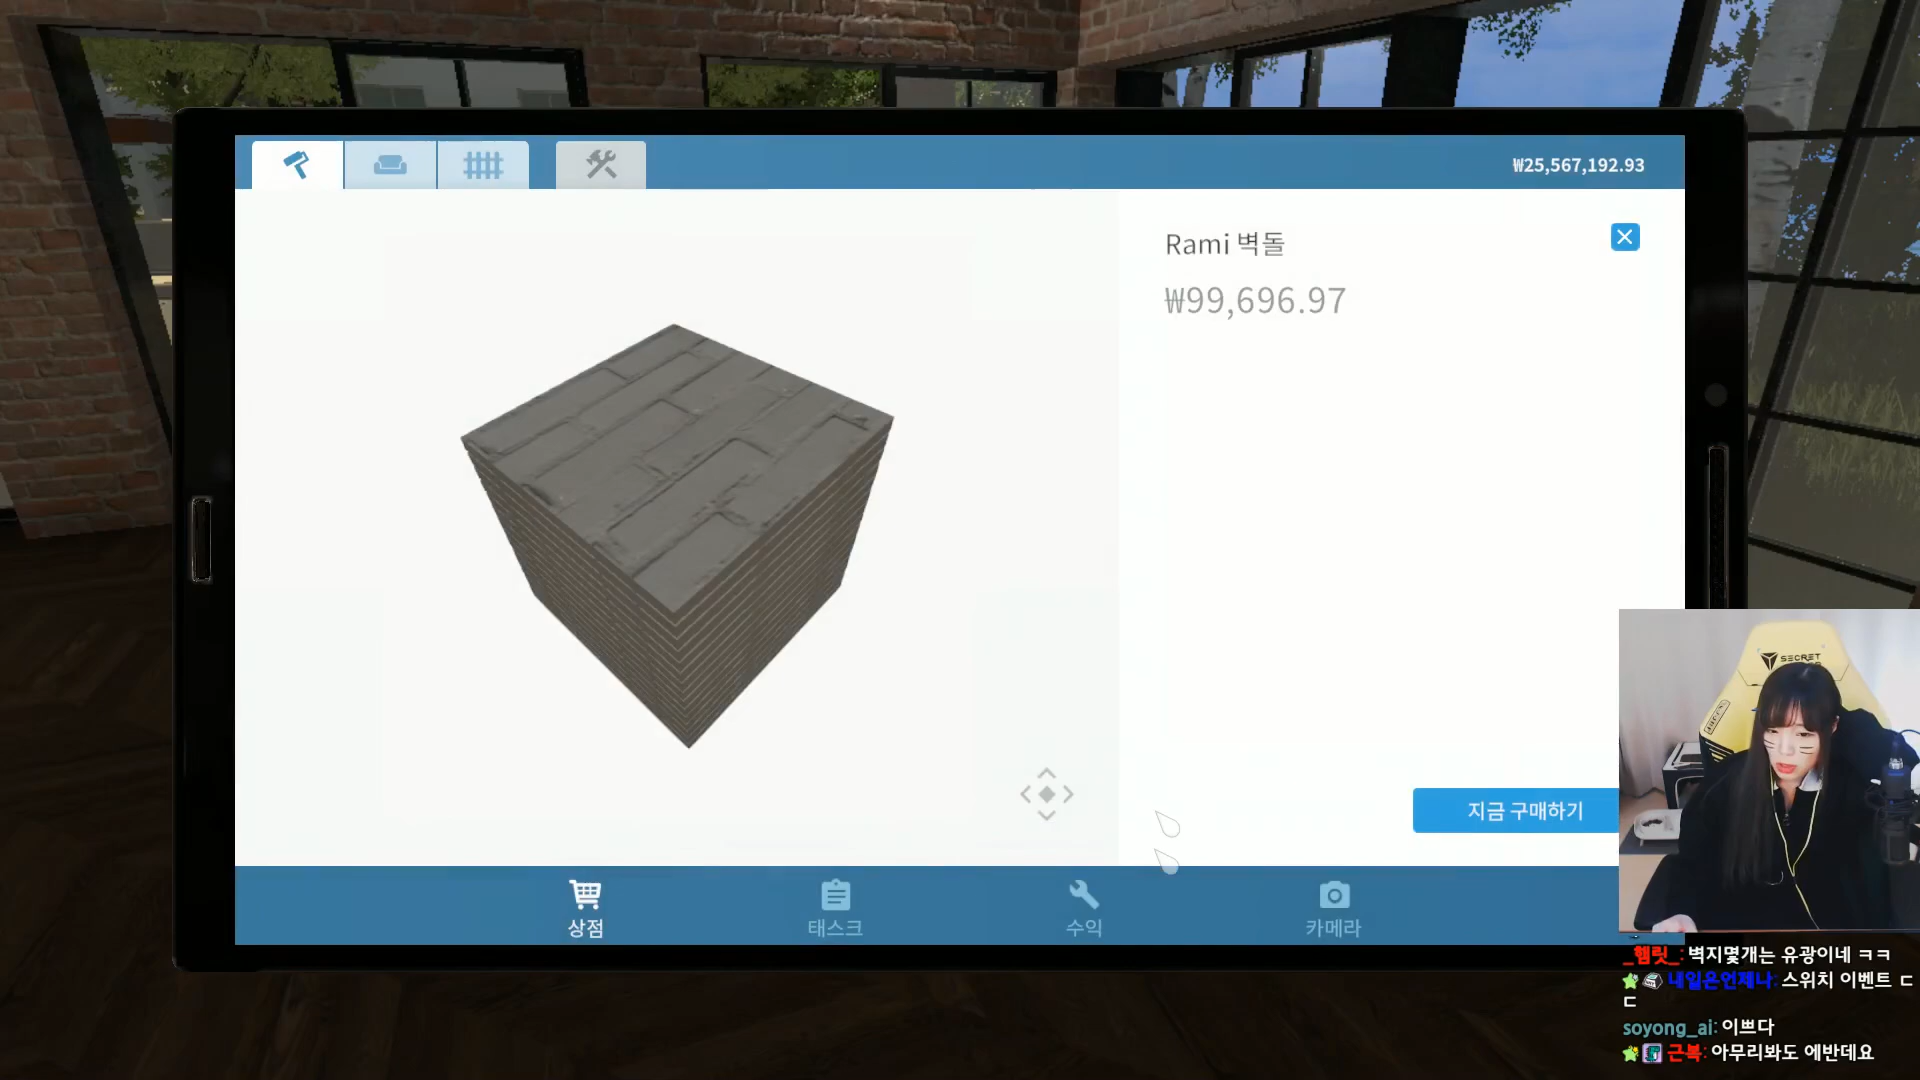 ₩25,567,192.93
Rami 벽돌
₩99,696.97
지금 구매하기
상점
태스크
수익
카메라
SECRET
_햄릿_: 벽지몇개는 유광이네 ㅋㅋ
내일은언제나: 스위치 이벤트 ㄷ
ㄷ
soyong_ai: 이쁘다
근복: 아무리봐도 에반데요